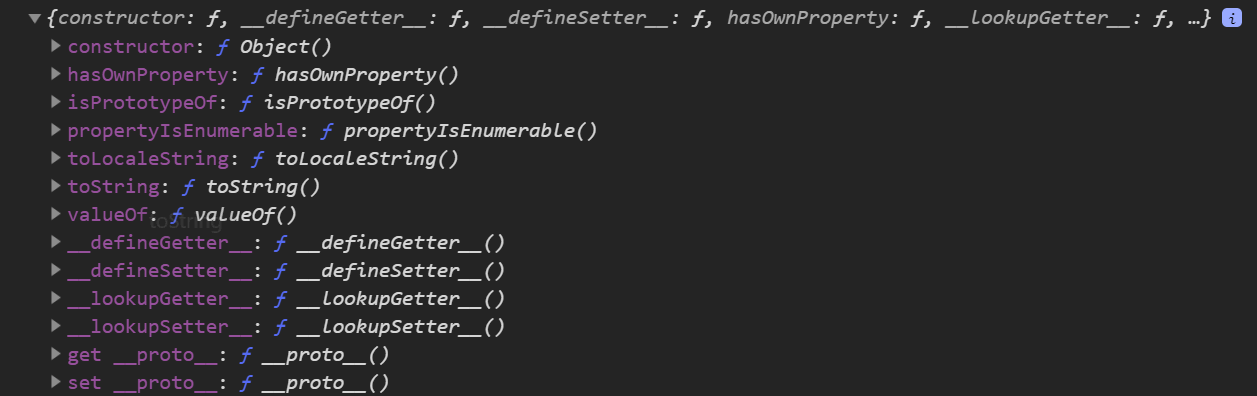 {constructor: ƒ, __defineGetter__: ƒ, __defineSetter__: ƒ, hasOwnProperty: ƒ, __lookupGetter__: ƒ, …} i
constructor: ƒ Object()
hasOwnProperty: ƒ hasOwnProperty()
isPrototypeOf: ƒ isPrototypeOf()
propertyIsEnumerable: ƒ propertyIsEnumerable()
toLocaleString: ƒ toLocaleString()
toString: ƒ toString()
valueOf: ƒ valueOf()
toString
__defineGetter__: ƒ __defineGetter__()
__defineSetter__: ƒ __defineSetter__()
__lookupGetter__: ƒ __lookupGetter__()
__lookupSetter__: ƒ __lookupSetter__()
get __proto__: ƒ __proto__()
set __proto__: ƒ __proto__()